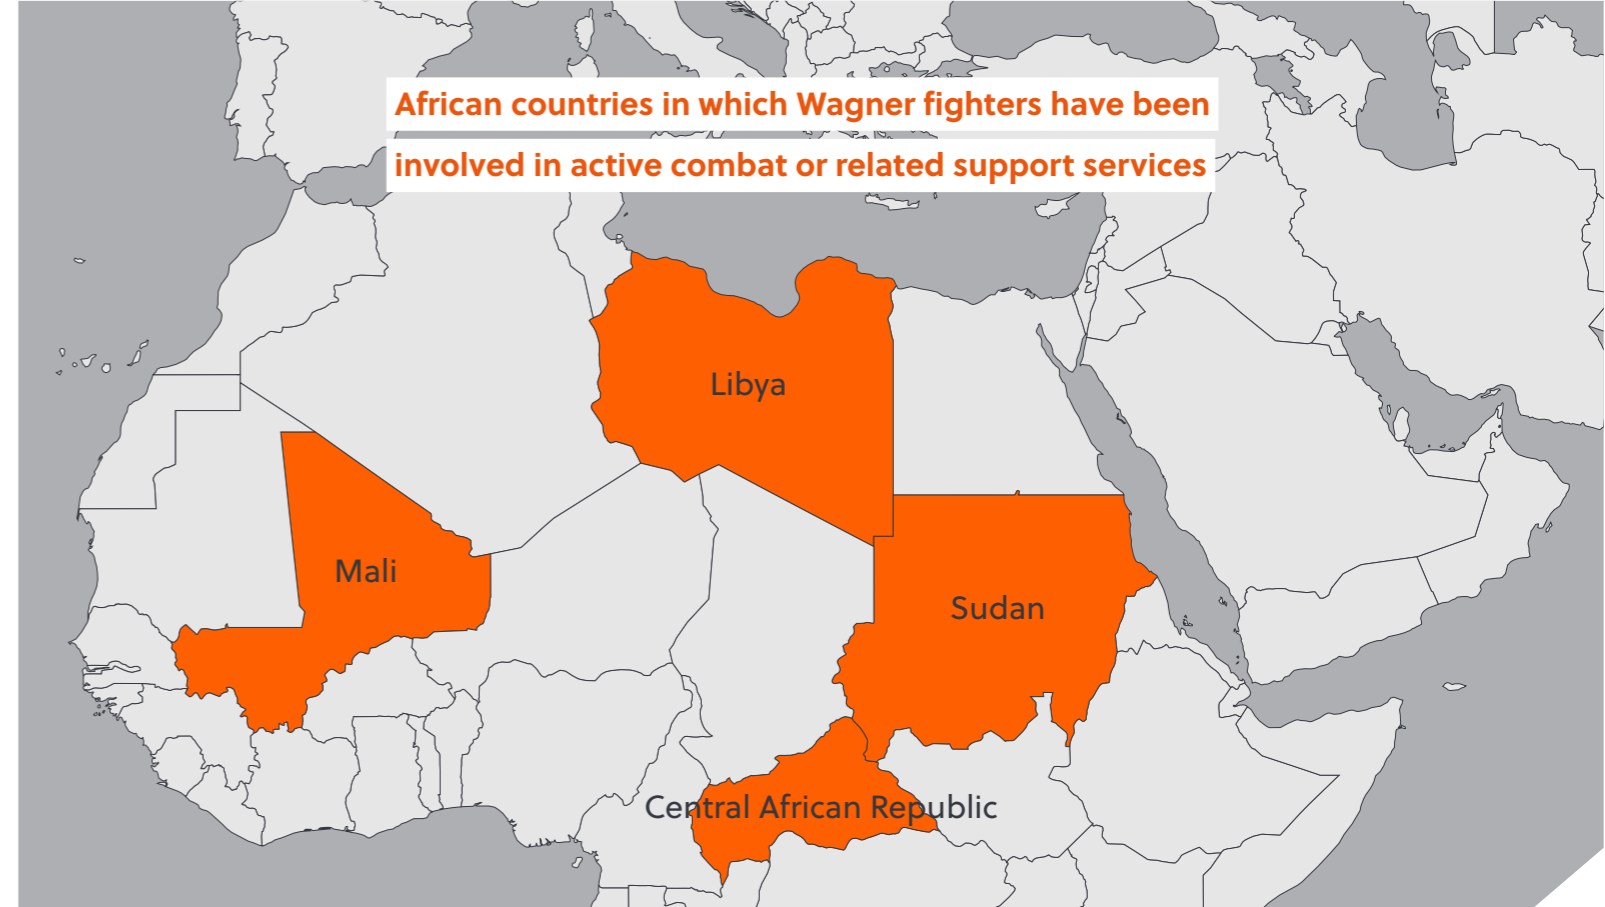 African countries in which Wagner fighters have been
involved in active combat or related support services
Libya
Mali
Sudan
Central African Republic